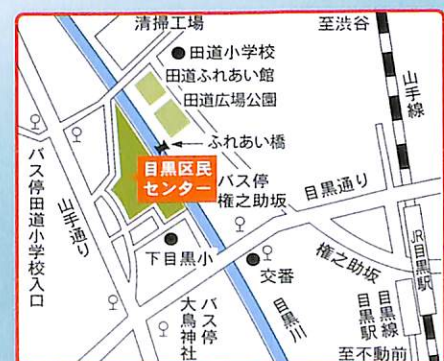 清掃工場
至渋谷
田道小学校
田道ふれあい館
田道広場公園
山手線
ふれあい橋
目黒区民
センター
バス停
権之助坂
目黒通り
バス停田道小学校入口
山手通り
下目黒小
交番
権之助坂
JR目黒駅
目黒線
目黒駅
バス停
大鳥神社
目黒川
至不動前